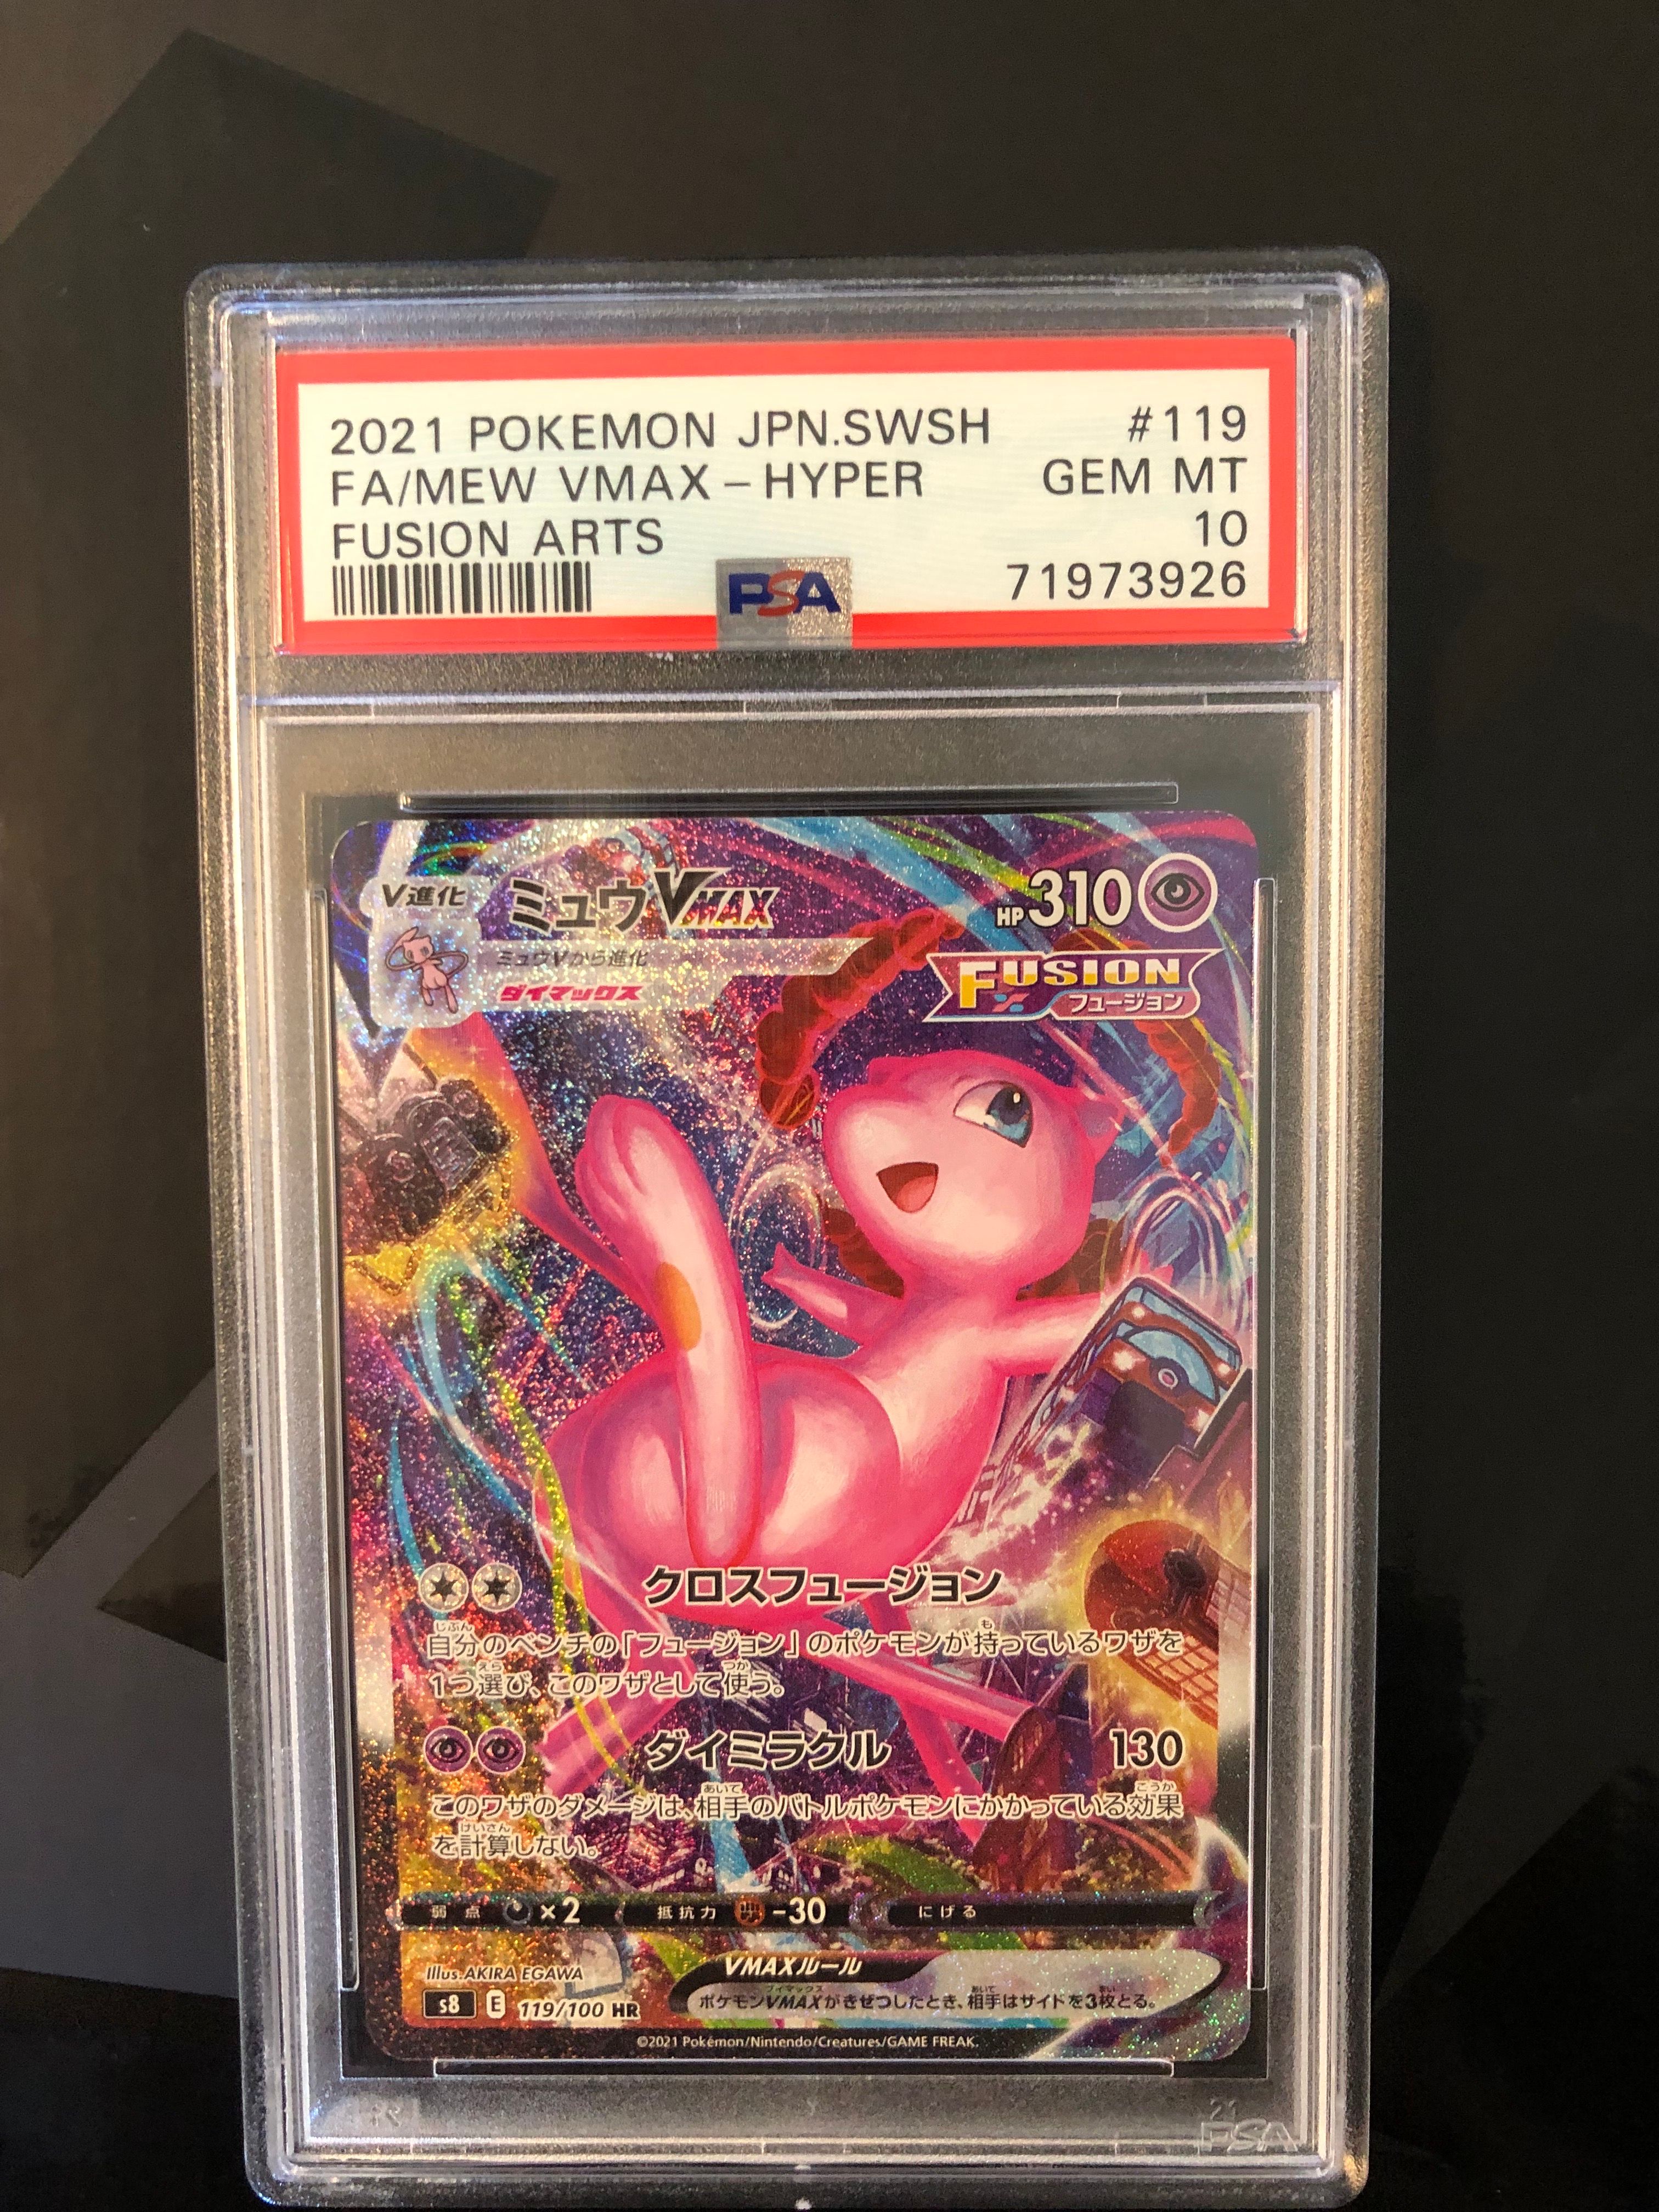 2021 POKEMON JPN.SWSH #119
FA/MEW VMAX-HYPER GEM MT
FUSION ARTS 10
PSA 71973926
V進化 ミュウVMAX HP310
ミュウVから進化 FUSION
ダイマックス フュージョン
クロスフュージョン
自分のベンチの「フュージョン」のポケモンが持っているワザを
1つ選び、このワザとして使う。
ダイミラクル 130
このワザのダメージは、相手のバトルポケモンにかかっている効果
を計算しない。
弱点 ×2 抵抗力 -30 にげる
Illus.AKIRA EGAWA VMAXルール
s8 E 119/100 HR ポケモンVMAXがきぜつしたとき、相手はサイドを3枚とる。
©2021 Pokémon/Nintendo/Creatures/GAME FREAK.
PSA